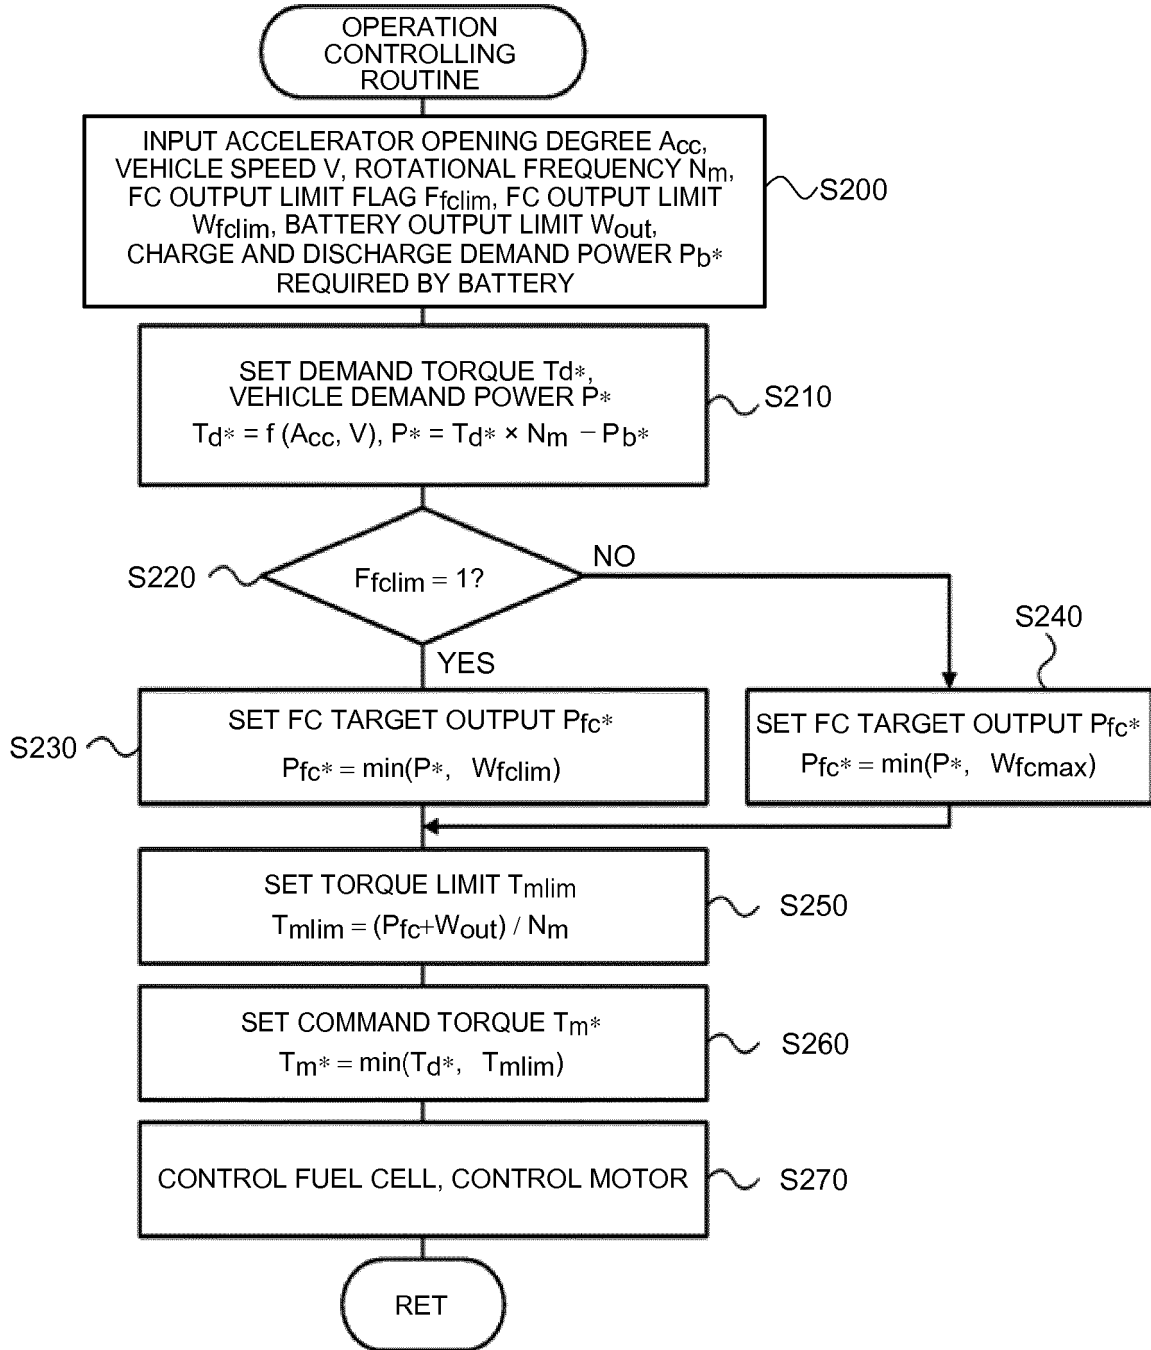 OPERATION
CONTROLLING
ROUTINE
INPUT ACCELERATOR OPENING DEGREE Acc,
VEHICLE SPEED V, ROTATIONAL FREQUENCY Nm,
FC OUTPUT LIMIT FLAG Ffclim, FC OUTPUT LIMIT
Wfclim, BATTERY OUTPUT LIMIT Wout,
CHARGE AND DISCHARGE DEMAND POWER Pb*
REQUIRED BY BATTERY
S200
SET DEMAND TORQUE Td*,
VEHICLE DEMAND POWER P*
Td* = f (Acc, V), P* = Td* × Nm − Pb*
S210
S220
Ffclim = 1?
NO
YES
S230
SET FC TARGET OUTPUT Pfc*
Pfc* = min(P*, Wfclim)
S240
SET FC TARGET OUTPUT Pfc*
Pfc* = min(P*, Wfcmax)
SET TORQUE LIMIT Tmlim
Tmlim = (Pfc+Wout) / Nm
S250
SET COMMAND TORQUE Tm*
Tm* = min(Td*, Tmlim)
S260
CONTROL FUEL CELL, CONTROL MOTOR
S270
RET